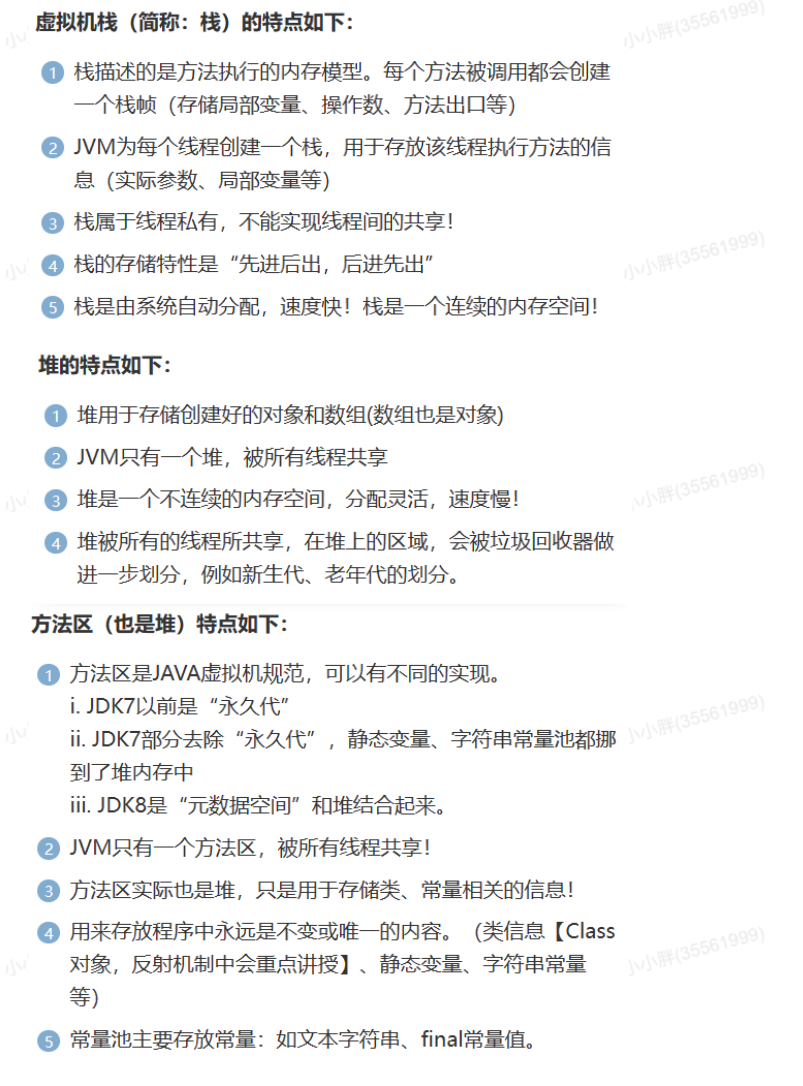 虚拟机栈（简称：栈）的特点如下：
小小胖(35561999)
1 栈描述的是方法执行的内存模型。每个方法被调用都会创建
一个栈帧（存储局部变量、操作数、方法出口等）
2 JVM为每个线程创建一个栈，用于存放该线程执行方法的信
息（实际参数、局部变量等）
3 栈属于线程私有，不能实现线程间的共享！
小小胖(35561999)
4 栈的存储特性是“先进后出，后进先出”
5 栈是由系统自动分配，速度快！栈是一个连续的内存空间！
堆的特点如下：
1 堆用于存储创建好的对象和数组(数组也是对象)
2 JVM只有一个堆，被所有线程共享
小胖(35561999)
3 堆是一个不连续的内存空间，分配灵活，速度慢！
4 堆被所有的线程所共享，在堆上的区域，会被垃圾回收器做
进一步划分，例如新生代、老年代的划分。
方法区（也是堆）特点如下：
1 方法区是JAVA虚拟机规范，可以有不同的实现。
i. JDK7以前是“永久代”
小小胖(35561999)
ii. JDK7部分去除“永久代”，静态变量、字符串常量池都挪
到了堆内存中
iii. JDK8是“元数据空间”和堆结合起来。
2 JVM只有一个方法区，被所有线程共享！
3 方法区实际也是堆，只是用于存储类、常量相关的信息！
4 用来存放程序中永远是不变或唯一的内容。（类信息【Class
小小胖(35561999)
对象，反射机制中会重点讲授】、静态变量、字符串常量
等）
5 常量池主要存放常量：如文本字符串、final常量值。